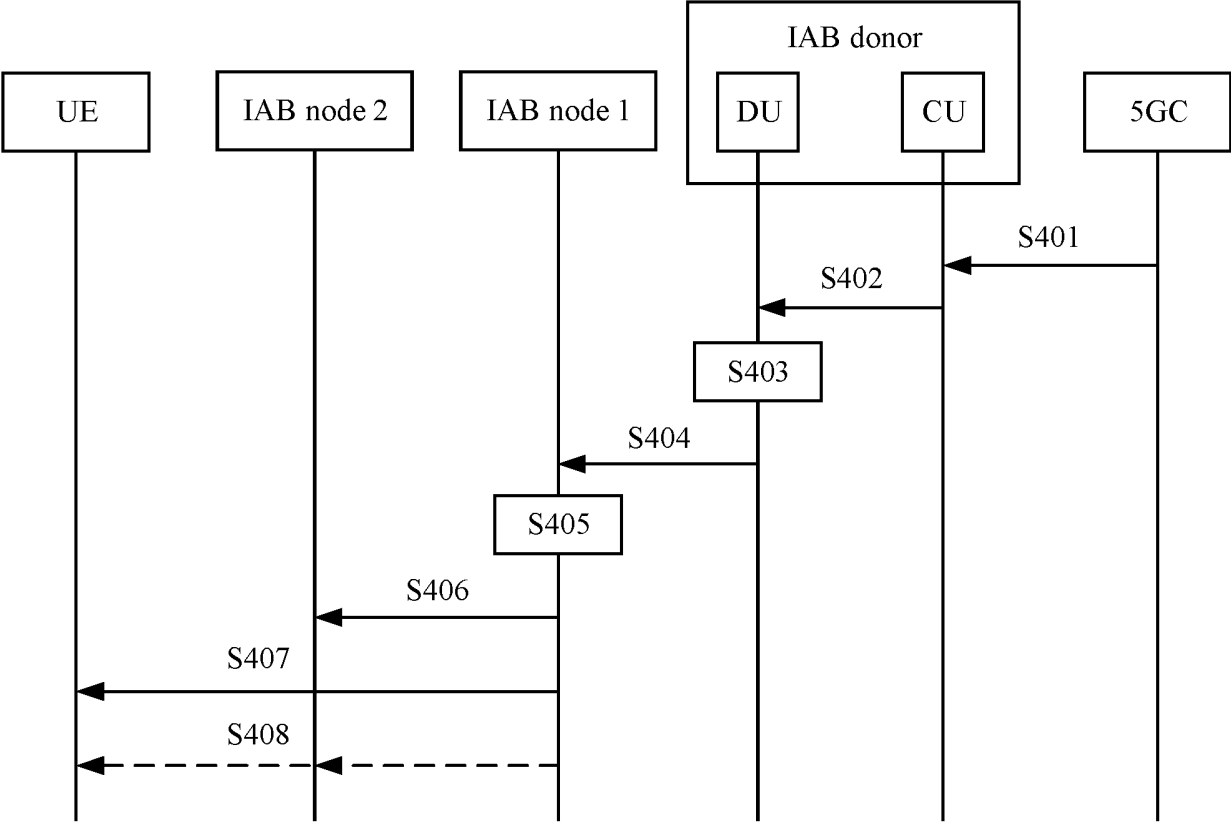 IAB donor
UE
IAB node 2
IAB node 1
DU
CU
5GC
S401
S402
S403
S404
S405
S406
S407
S408